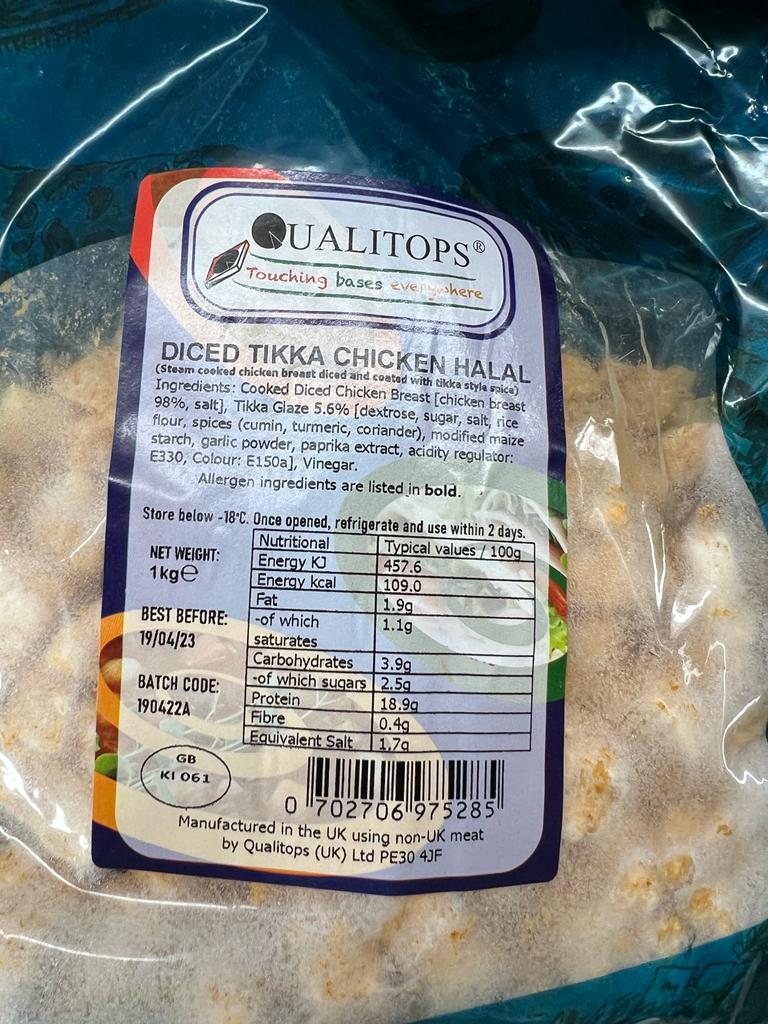 QUALITOPS®
Touching bases everywhere
DICED TIKKA CHICKEN HALAL
(Steam cooked chicken breast diced and coated with tikka style spice)
Ingredients: Cooked Diced Chicken Breast [chicken breast
98%, salt], Tikka Glaze 5.6% [dextrose, sugar, salt, rice
flour, spices (cumin, turmeric, coriander), modified maize
starch, garlic powder, paprika extract, acidity regulator:
E330, Colour: E150a], Vinegar.
Allergen ingredients are listed in bold.
Store below -18°C. Once opened, refrigerate and use within 2 days.
NET WEIGHT:
1kg℮
BEST BEFORE:
19/04/23
BATCH CODE:
190422A
Nutritional Typical values / 100g
Energy KJ 457.6
Energy kcal 109.0
Fat 1.9g
-of which saturates 1.1g
Carbohydrates 3.9g
-of which sugars 2.5g
Protein 18.9g
Fibre 0.4g
Equivalent Salt 1.7g
GB
KI 061
0 702706 975285
Manufactured in the UK using non-UK meat
by Qualitops (UK) Ltd PE30 4JF